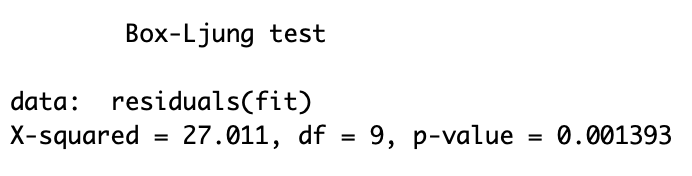 Box-Ljung test
data:  residuals(fit)
X-squared = 27.011, df = 9, p-value = 0.001393